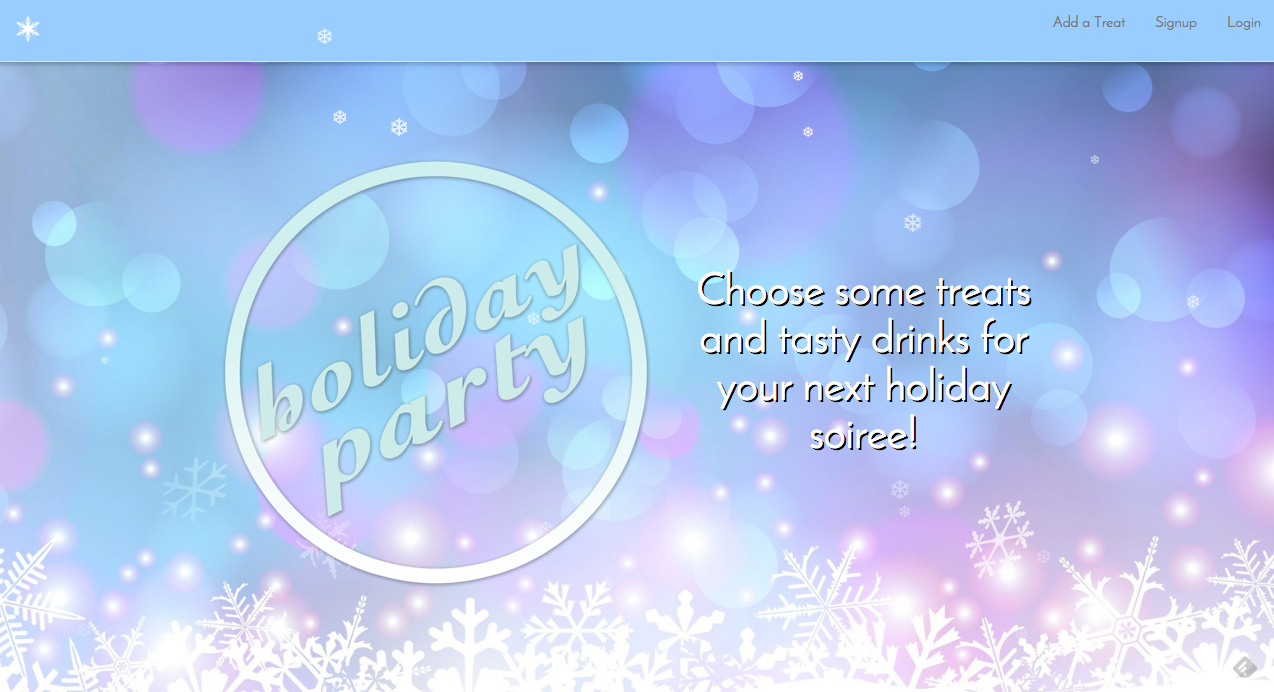 Add a Treat Signup Login
holiday
party
Choose some treats
and tasty drinks for
your next holiday
soiree!